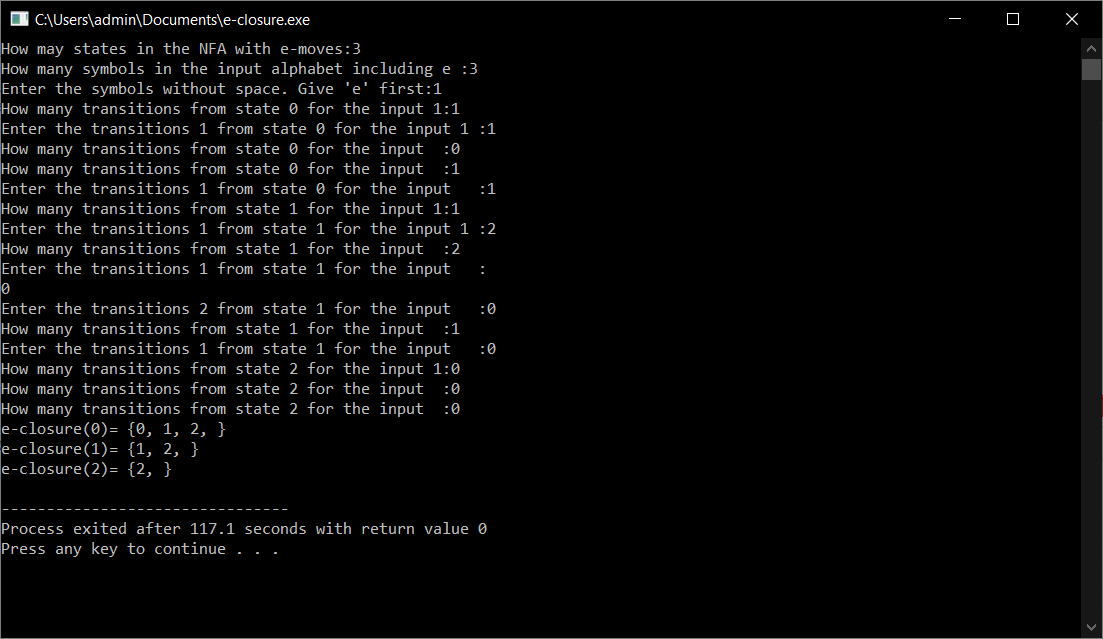 C:\Users\admin\Documents\e-closure.exe
How may states in the NFA with e-moves:3
How many symbols in the input alphabet including e :3
Enter the symbols without space. Give 'e' first:1
How many transitions from state 0 for the input 1:1
Enter the transitions 1 from state 0 for the input 1 :1
How many transitions from state 0 for the input  :0
How many transitions from state 0 for the input  :1
Enter the transitions 1 from state 0 for the input   :1
How many transitions from state 1 for the input 1:1
Enter the transitions 1 from state 1 for the input 1 :2
How many transitions from state 1 for the input  :2
Enter the transitions 1 from state 1 for the input   :
0
Enter the transitions 2 from state 1 for the input   :0
How many transitions from state 1 for the input  :1
Enter the transitions 1 from state 1 for the input   :0
How many transitions from state 2 for the input 1:0
How many transitions from state 2 for the input  :0
How many transitions from state 2 for the input  :0
e-closure(0)= {0, 1, 2, }
e-closure(1)= {1, 2, }
e-closure(2)= {2, }
--------------------------------
Process exited after 117.1 seconds with return value 0
Press any key to continue . . .